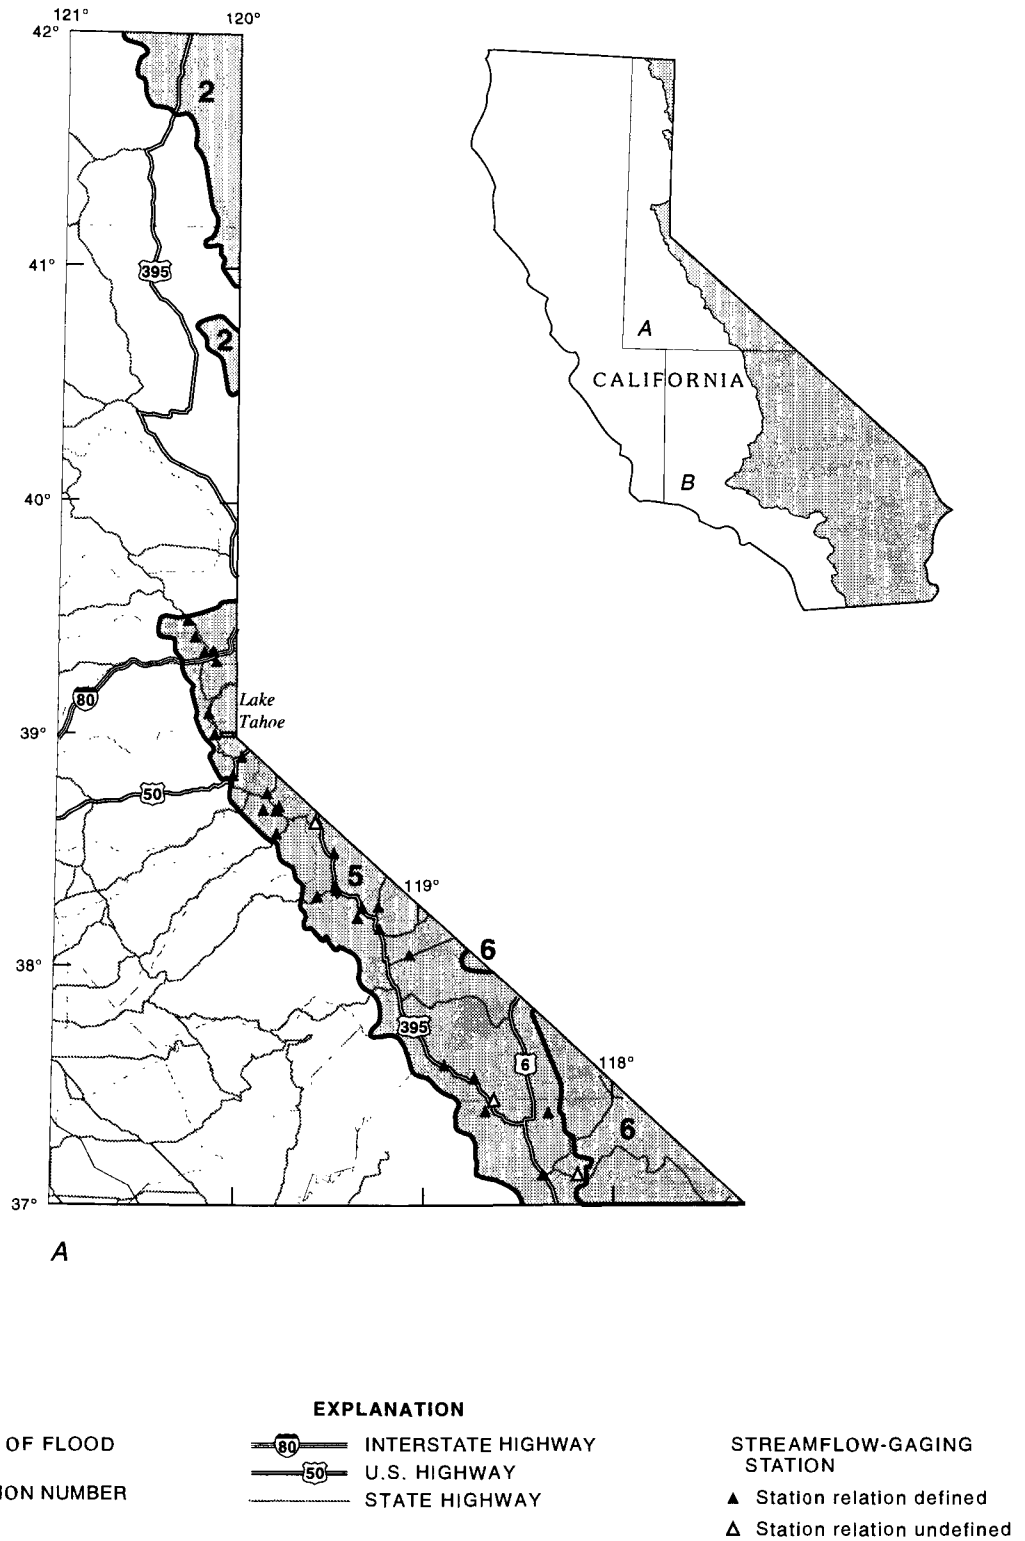 121°
120°
42°
2
41°
395
2
A
CALIFORNIA
B
40°
80
Lake
Tahoe
39°
50
5
119°
6
38°
395
6
118°
6
37°
A
EXPLANATION
OF FLOOD
ION NUMBER
80 INTERSTATE HIGHWAY
50 U.S. HIGHWAY
STATE HIGHWAY
STREAMFLOW-GAGING
STATION
Station relation defined
Station relation undefined